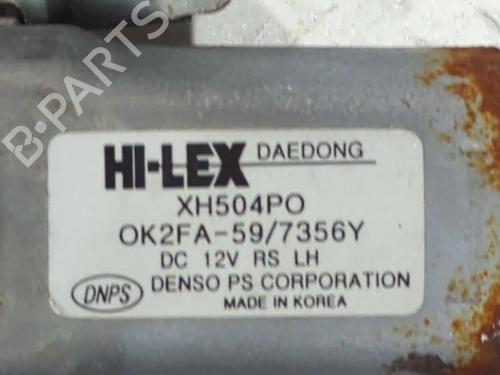 B-PARTS
HI-LEX DAEDONG
XH504PO
OK2FA-59/7356Y
DC 12V RS LH
DNPS DENSO PS CORPORATION
MADE IN KOREA